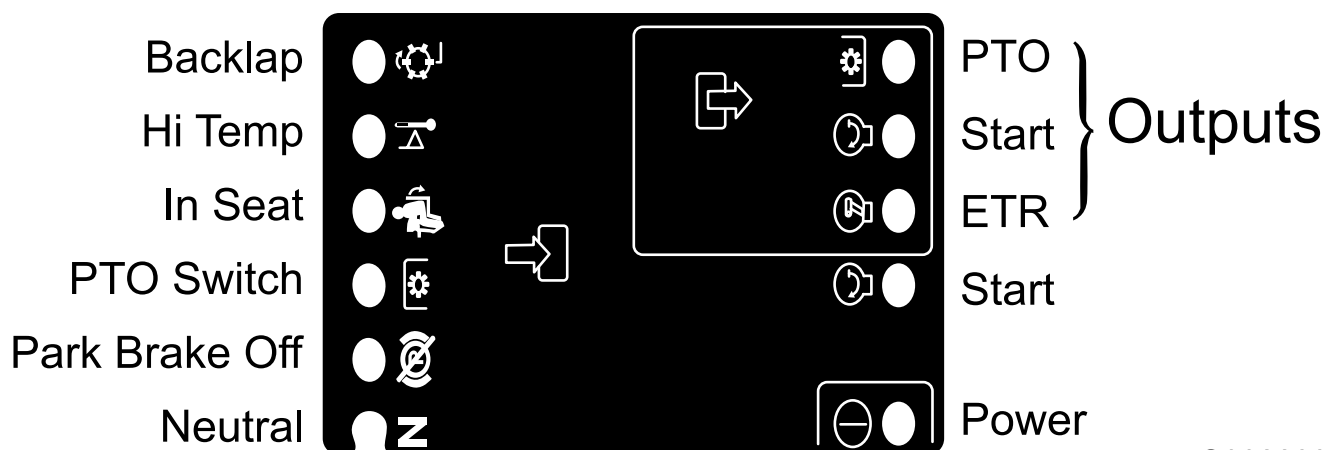 Backlap
Hi Temp
In Seat
PTO Switch
Park Brake Off
Neutral
N
PTO
Start
ETR
Outputs
Start
Power